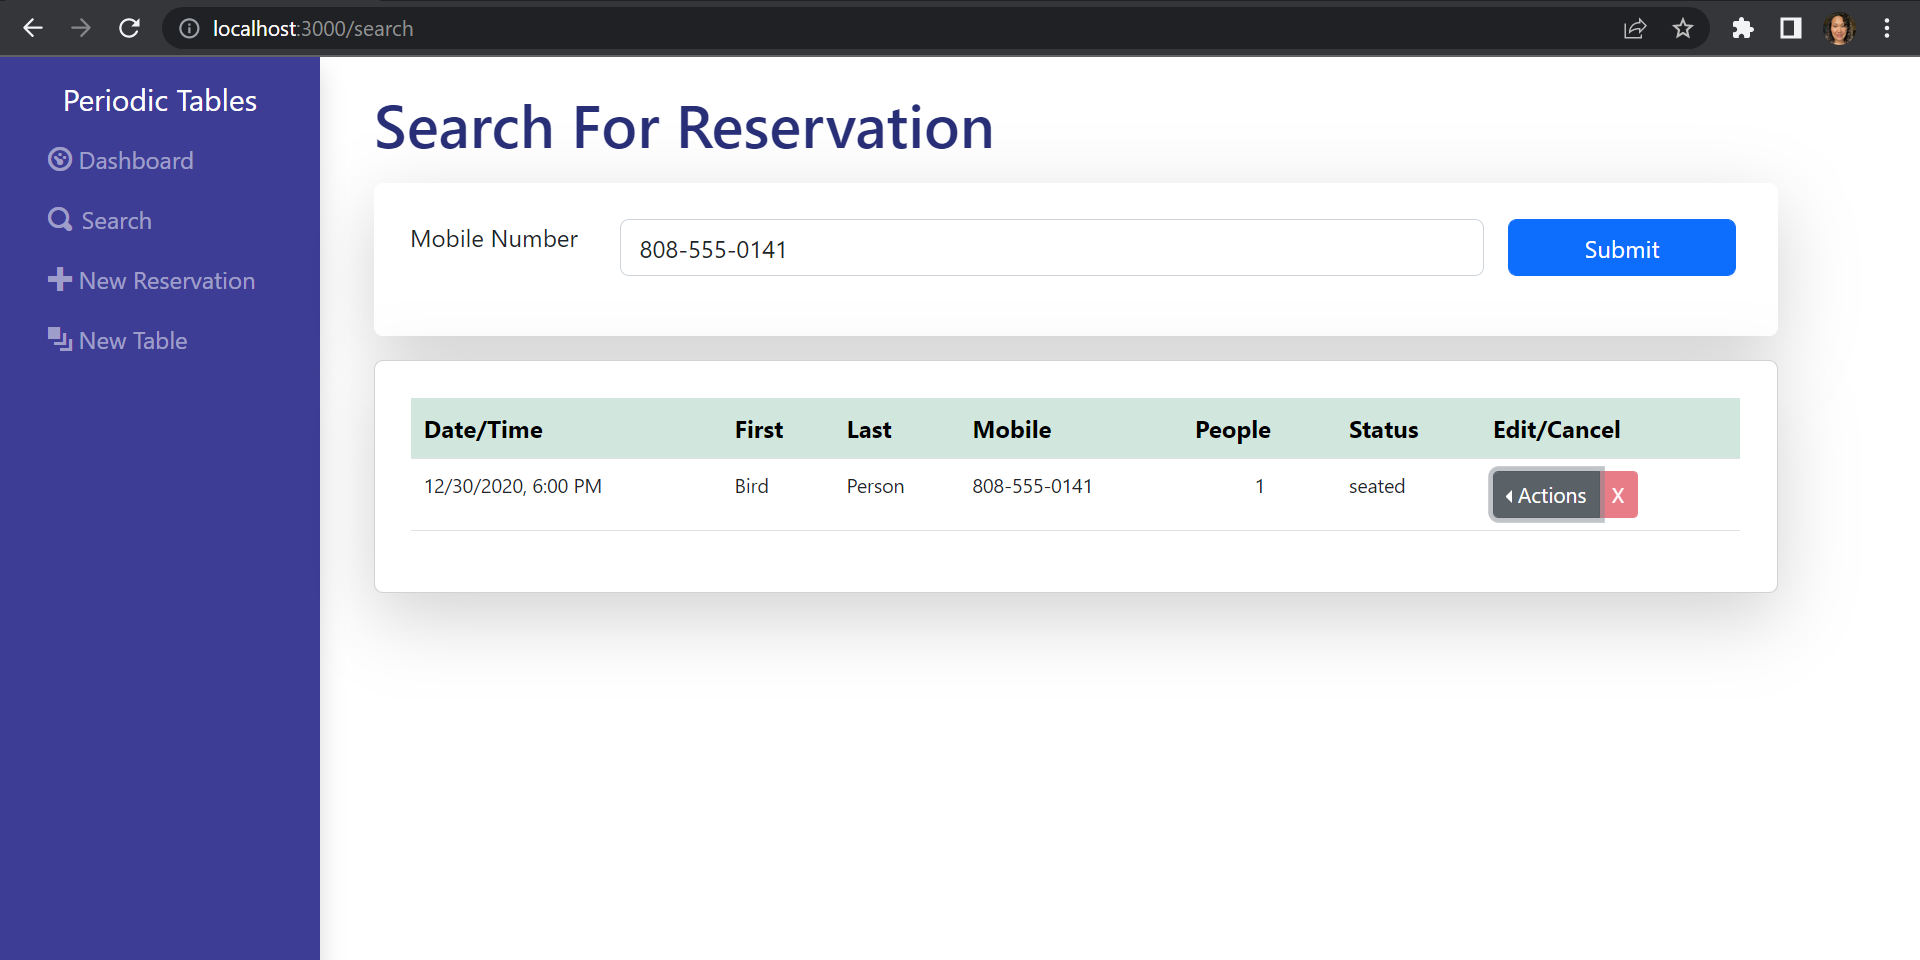 localhost:3000/search
Periodic Tables
Dashboard
Search
New Reservation
New Table
Search For Reservation
Mobile Number
808-555-0141
Submit
Date/Time First Last Mobile People Status Edit/Cancel
12/30/2020, 6:00 PM Bird Person 808-555-0141 1 seated Actions X